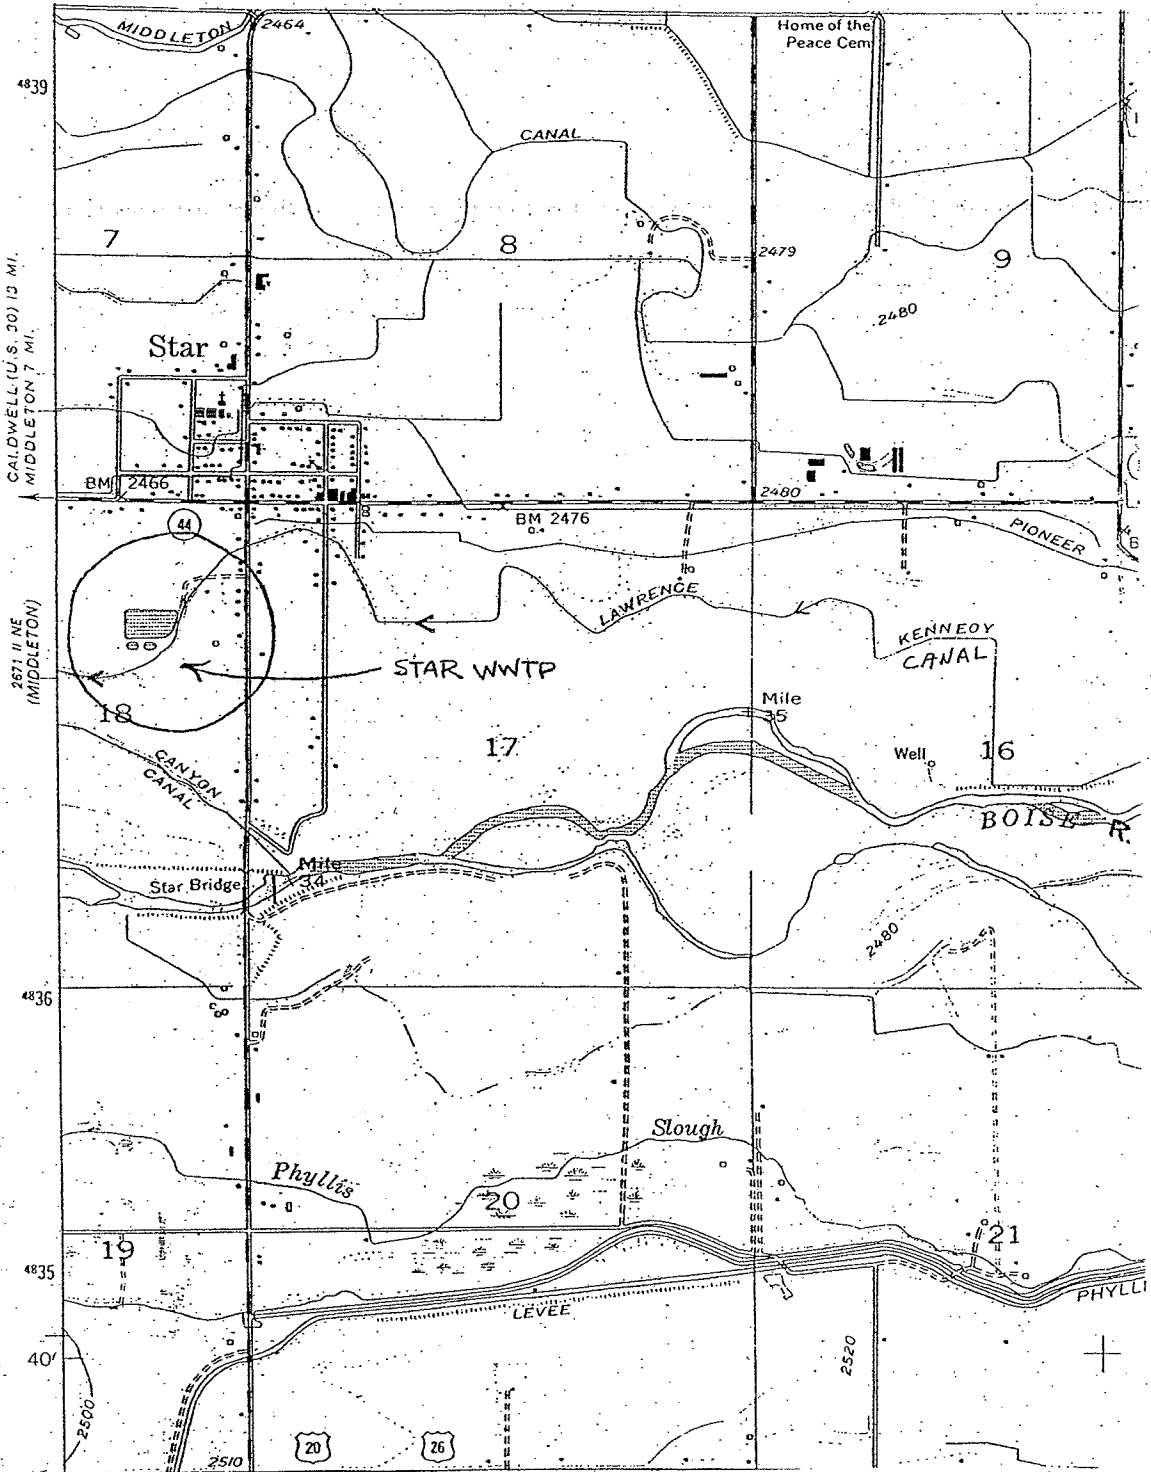 MIDDLETON
2464
Home of the
Peace Cem
4839
CANAL
7
8
2479
9
2480
Star
CALDWELL (U.S. 30) 13 MI.
MIDDLETON 7 MI.
BM 2466
2480
44
BM 2476
PIONEER
LAWRENCE
KENNEDY
CANAL
2671 II NE
(MIDDLETON)
STAR WWTP
18
Mile
35
17
Well
16
CANYON
CANAL
BOISE R.
Mile
34
Star Bridge
2480
4836
Slough
Phyllis
20
19
21
4835
PHYLLI
LEVEE
40'
2520
2500
20
26
2510